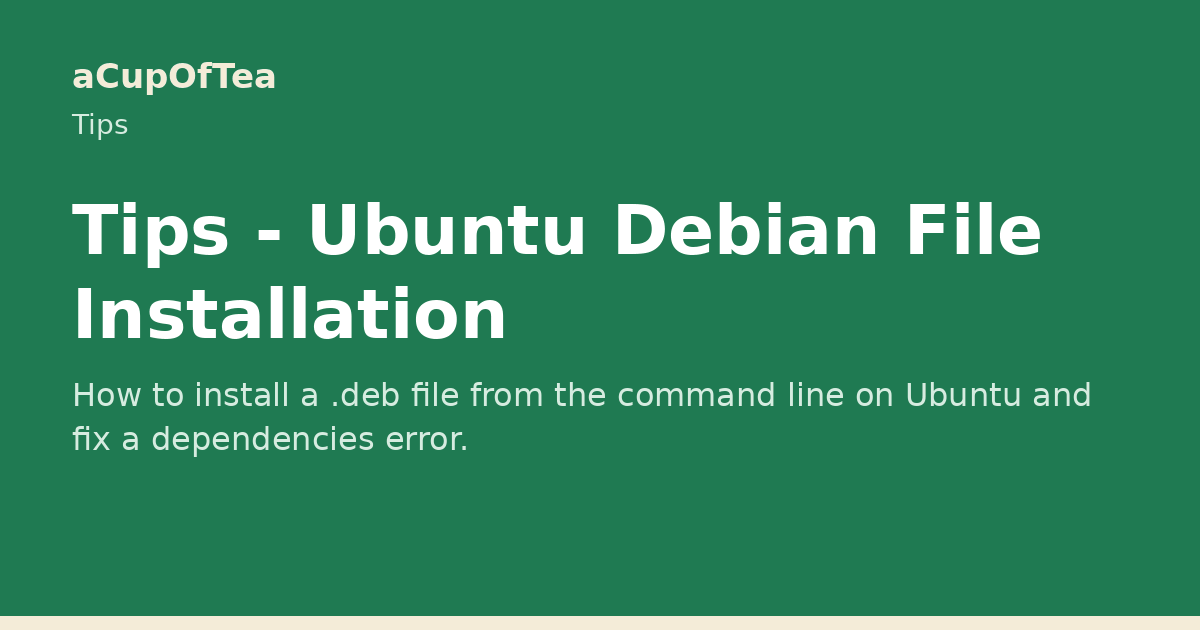 aCupOfTea
Tips
Tips - Ubuntu Debian File
Installation
How to install a .deb file from the command line on Ubuntu and
fix a dependencies error.